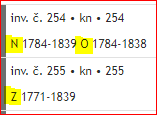 inv. č. 254 • kn • 254
N 1784-1839 O 1784-1838
inv. č. 255 • kn • 255
Z 1771-1839